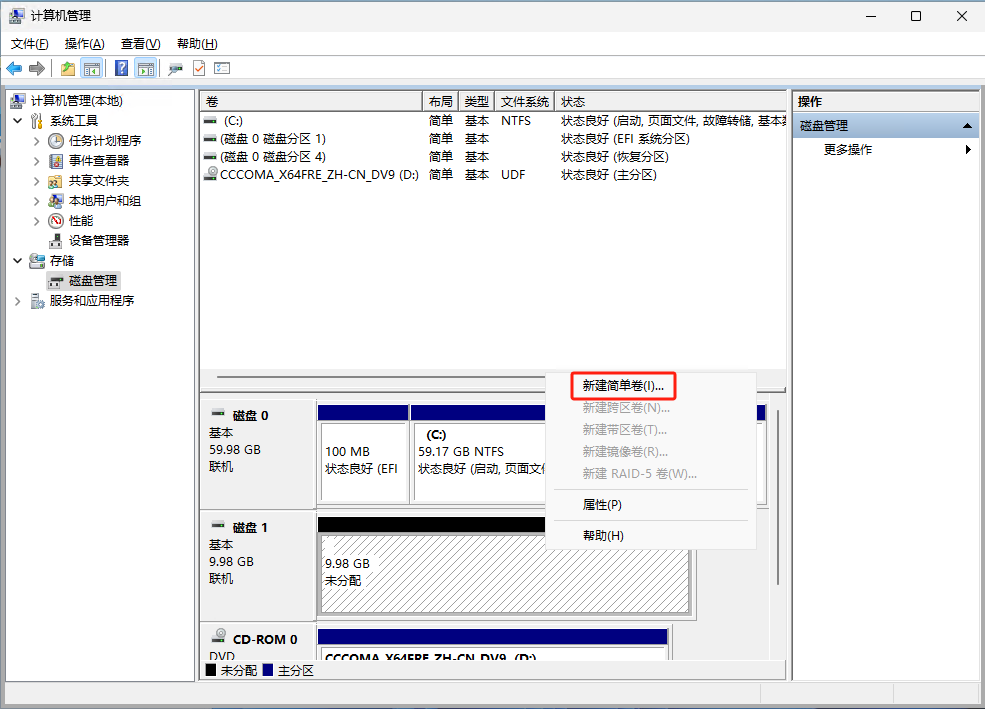 计算机管理
文件(F) 操作(A) 查看(V) 帮助(H)
计算机管理(本地)
系统工具
任务计划程序
事件查看器
共享文件夹
本地用户和组
性能
设备管理器
存储
磁盘管理
服务和应用程序
卷 布局 类型 文件系统 状态
(C:) 简单 基本 NTFS 状态良好 (启动, 页面文件, 故障转储, 基本数
(磁盘 0 磁盘分区 1) 简单 基本 状态良好 (EFI 系统分区)
(磁盘 0 磁盘分区 4) 简单 基本 状态良好 (恢复分区)
CCCOMA_X64FRE_ZH-CN_DV9 (D:) 简单 基本 UDF 状态良好 (主分区)
操作
磁盘管理
更多操作
磁盘 0
基本
59.98 GB
联机
100 MB
状态良好 (EFI
(C:)
59.17 GB NTFS
状态良好 (启动, 页面文件
新建简单卷(I)...
新建跨区卷(N)...
新建带区卷(T)...
新建镜像卷(R)...
新建 RAID-5 卷(W)...
属性(P)
帮助(H)
磁盘 1
基本
9.98 GB
联机
9.98 GB
未分配
CD-ROM 0
DVD
CCCOMA_X64FRE_ZH-CN_DV9 (D:)
未分配 主分区